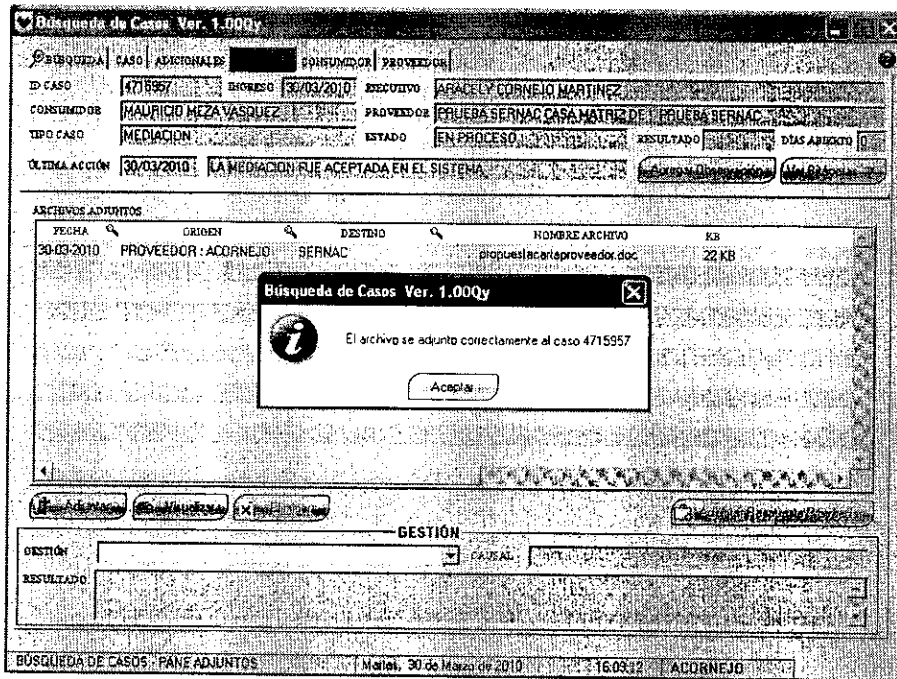 Búsqueda de Casos Ver. 1.00Qy
BÚSQUEDA CASO ADICIONALES CONSUMIDOR PROVEEDOR
ID CASO 4715957 INGRESO 30/03/2010 EJECUTIVO ARACELY CORNEJO MARTINEZ
CONSUMIDOR MAURICIO MEZA VASQUEZ PROVEEDOR PRUEBA SERNAC CASA MATRIZ DE PRUEBA SERNAC
TIPO CASO MEDIACION ESTADO EN PROCESO RESULTADO DÍAS ABIERTO 0
ÚLTIMA ACCIÓN 30/03/2010 LA MEDIACION FUE ACEPTADA EN EL SISTEMA
ARCHIVOS ADJUNTOS
FECHA ORIGEN DESTINO NOMBRE ARCHIVO KB
30-03-2010 PROVEEDOR : ACORNEJO SERNAC propuestacartaproveedor.doc 22 KB
Búsqueda de Casos Ver. 1.00Qy
El archivo se adjunto correctamente al caso 4715957
Aceptar
Adjuntar Visualizar
GESTIÓN
GESTIÓN CAUSAL
RESULTADO
BÚSQUEDA DE CASOS - PANE ADJUNTOS Martes, 30 de Marzo de 2010 16:03:12 ACORNEJO